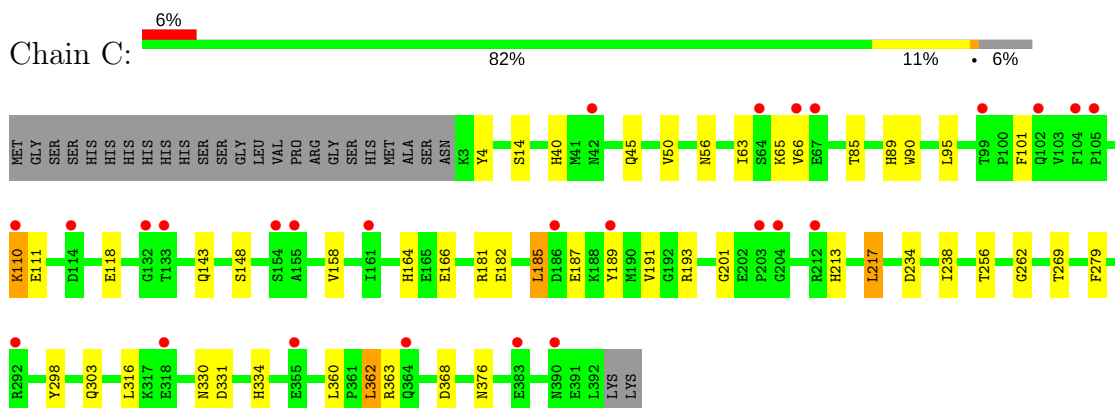 6%
Chain C:
82% 11% • 6%
MET GLY SER SER HIS HIS HIS HIS HIS HIS SER SER GLY LEU VAL PRO ARG GLY SER HIS MET ALA SER ASN K3 Y4 S14 H40 M41 N42 Q45 V50 N56 I63 S64 K65 V66 E67 T85 H89 W90 L95 T99 P100 F101 Q102 V103 F104 P105
K110 E111 D114 E118 G132 T133 Q143 S148 S154 A155 V158 I161 H164 E165 E166 R181 E182 L185 D186 E187 K188 Y189 M190 V191 G192 R193 G201 E202 P203 G204 R212 H213 L217 D234 I238 T256 G262 T269 F279
R292 Y298 Q303 L316 K317 E318 N330 D331 H334 E355 L360 P361 L362 R363 Q364 D368 N376 E383 N390 E391 L392 LYS LYS